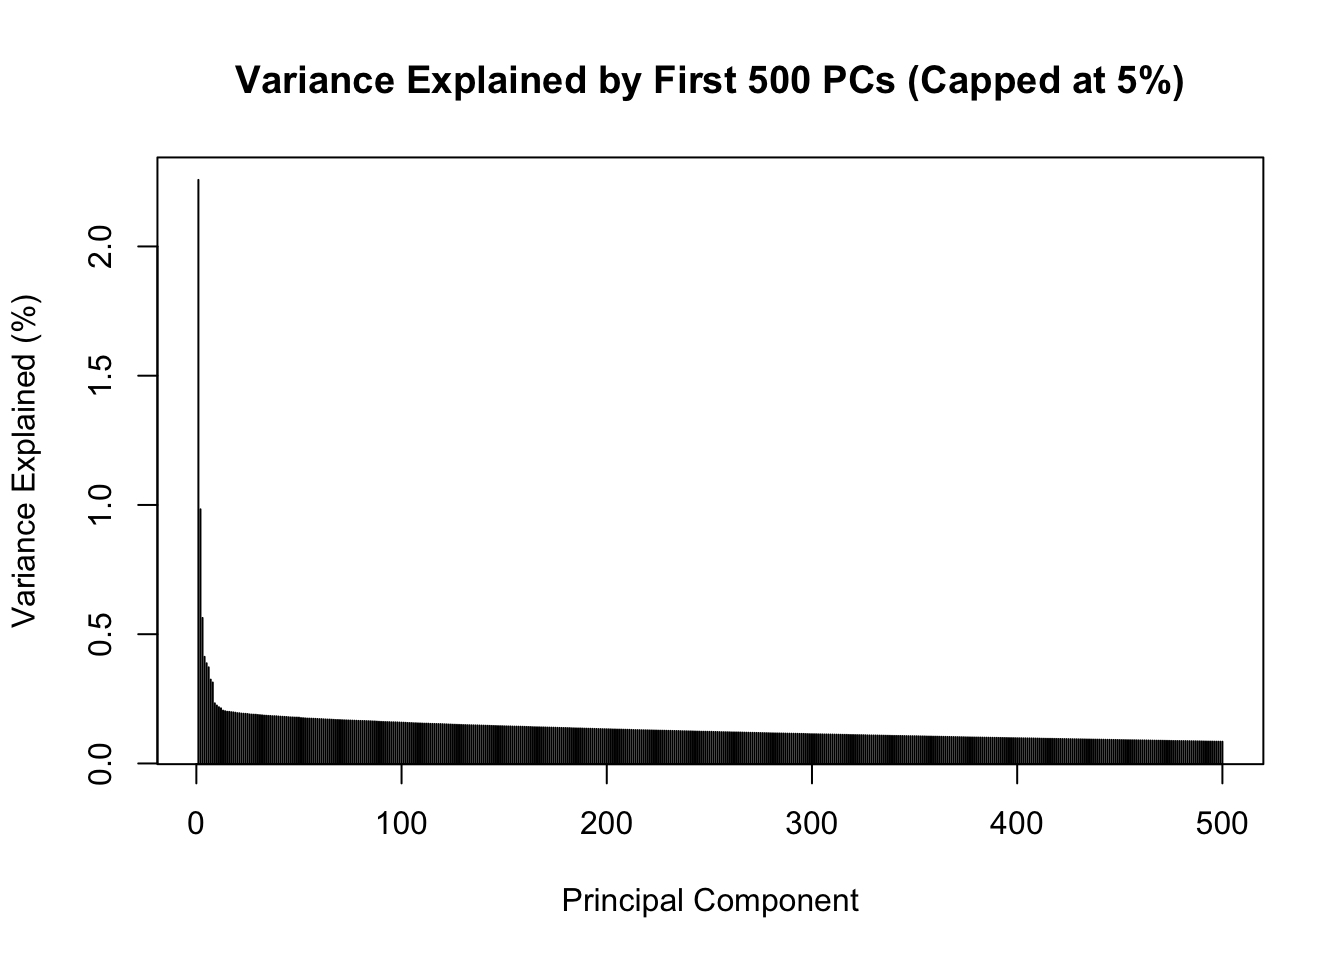 Variance Explained by First 500 PCs (Capped at 5%)
Variance Explained (%)
2.0
1.5
1.0
0.5
0.0
0 100 200 300 400 500
Principal Component